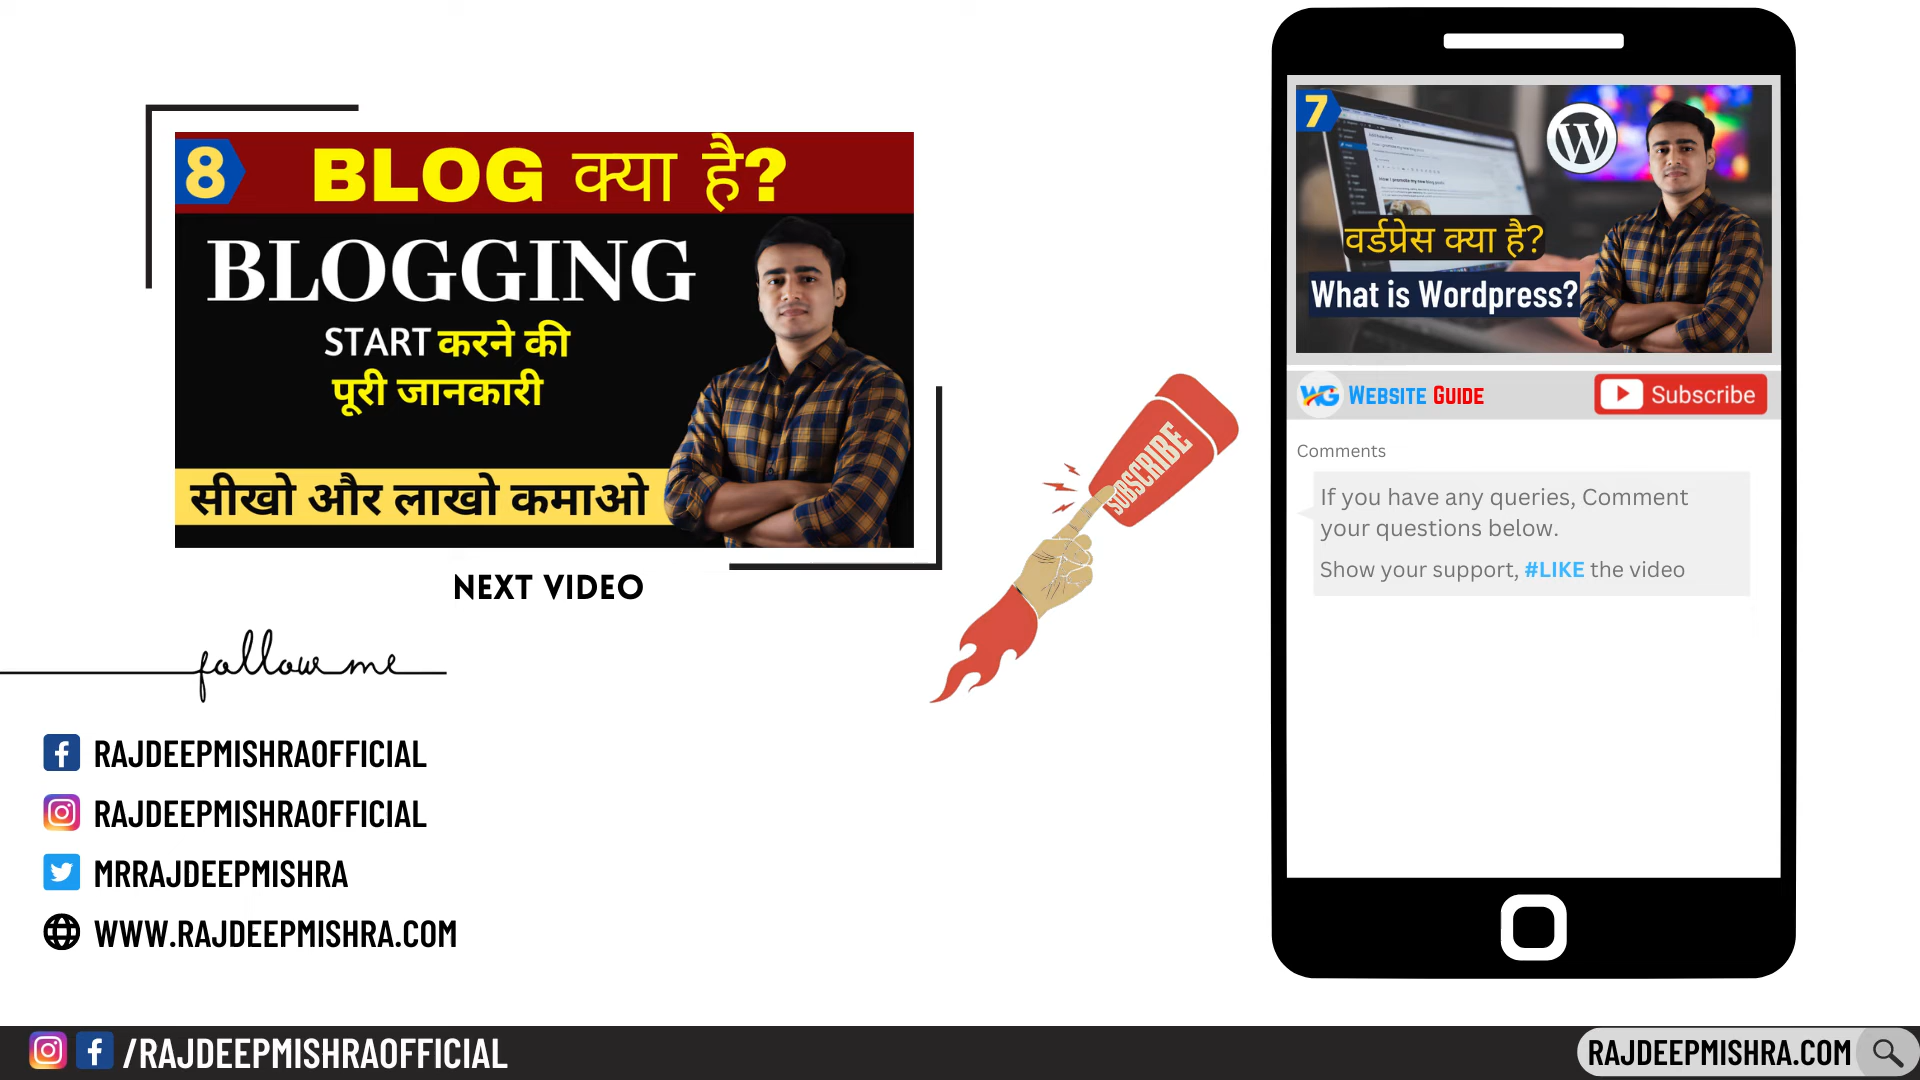 8
BLOG क्या है?
BLOGGING
START करने की
पूरी जानकारी
सीखो और लाखो कमाओ
NEXT VIDEO
follow me
RAJDEEPMISHRAOFFICIAL
RAJDEEPMISHRAOFFICIAL
MRRAJDEEPMISHRA
WWW.RAJDEEPMISHRA.COM
SUBSCRIBE
7
वर्डप्रेस क्या है?
What is Wordpress?
WG WEBSITE GUIDE
Subscribe
Comments
If you have any queries, Comment
your questions below.
Show your support, #LIKE the video
/RAJDEEPMISHRAOFFICIAL
RAJDEEPMISHRA.COM